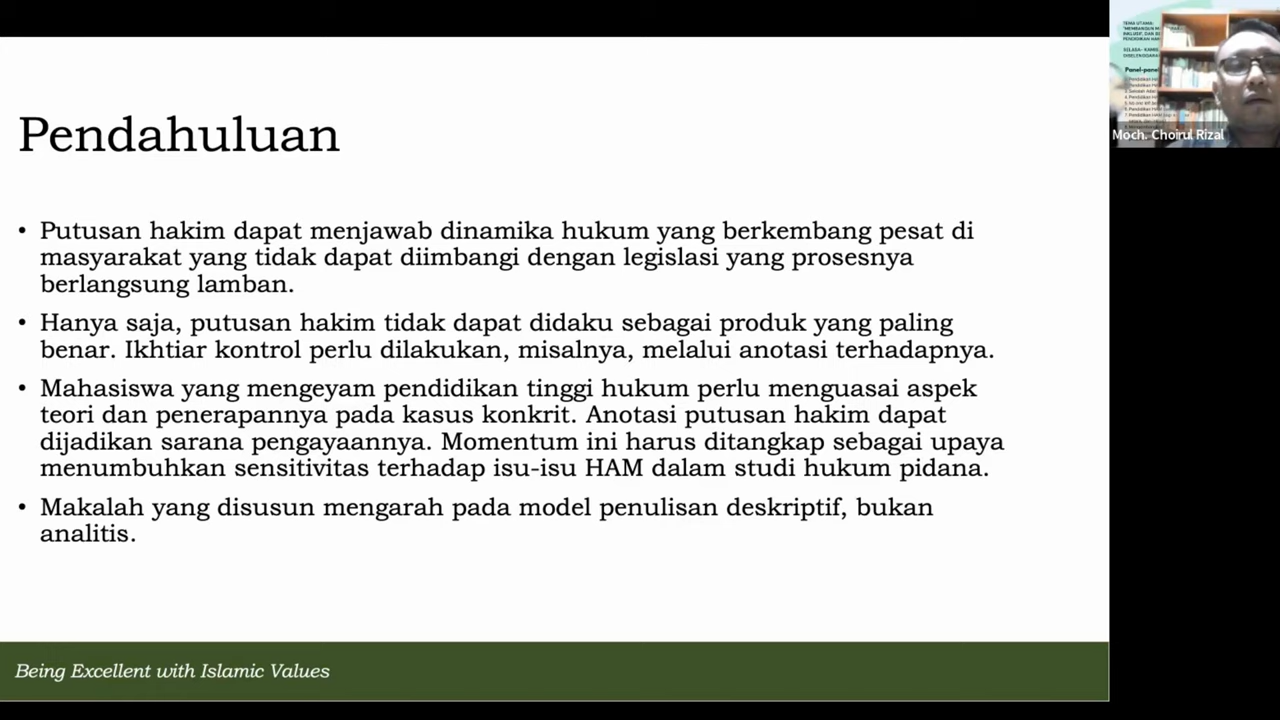 Pendahuluan
• Putusan hakim dapat menjawab dinamika hukum yang berkembang pesat di
masyarakat yang tidak dapat diimbangi dengan legislasi yang prosesnya
berlangsung lamban.
• Hanya saja, putusan hakim tidak dapat didaku sebagai produk yang paling
benar. Ikhtiar kontrol perlu dilakukan, misalnya, melalui anotasi terhadapnya.
• Mahasiswa yang mengeyam pendidikan tinggi hukum perlu menguasai aspek
teori dan penerapannya pada kasus konkrit. Anotasi putusan hakim dapat
dijadikan sarana pengayaannya. Momentum ini harus ditangkap sebagai upaya
menumbuhkan sensitivitas terhadap isu-isu HAM dalam studi hukum pidana.
• Makalah yang disusun mengarah pada model penulisan deskriptif, bukan
analitis.
Being Excellent with Islamic Values
TEMA UTAMA:
Moch. Choirul Rizal